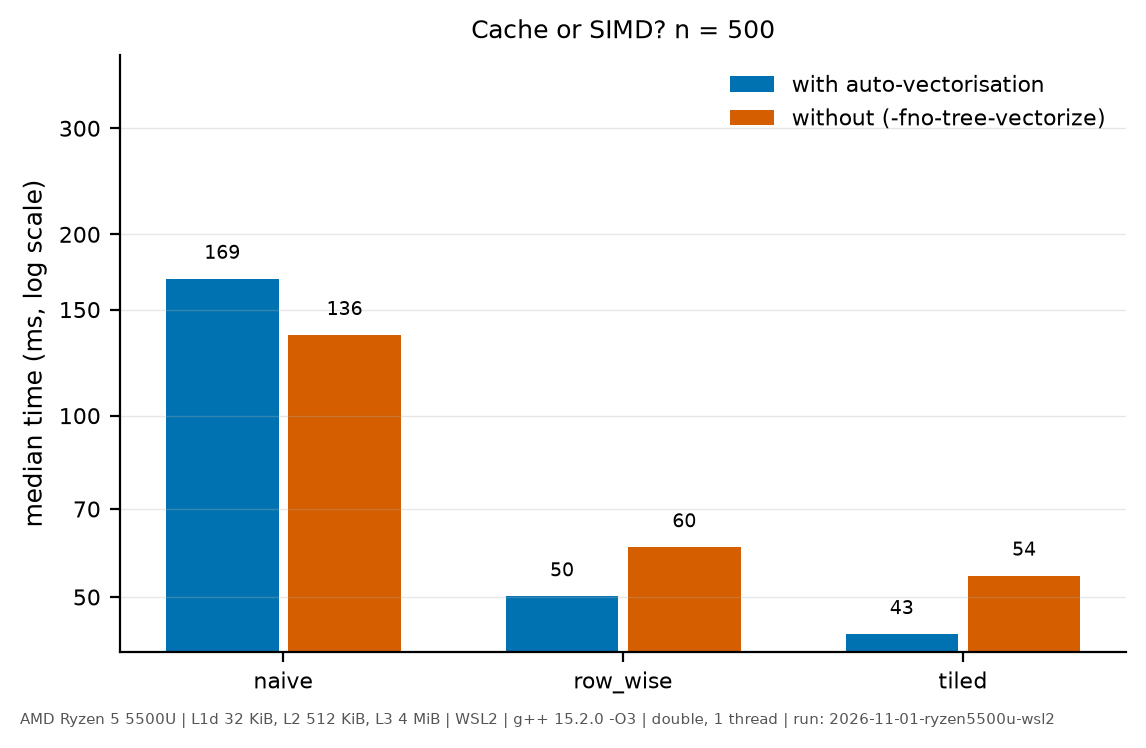 Cache or SIMD? n = 500
with auto-vectorisation
without (-fno-tree-vectorize)
median time (ms, log scale)
300
200
150
100
70
50
169
136
50
60
43
54
naive
row_wise
tiled
AMD Ryzen 5 5500U | L1d 32 KiB, L2 512 KiB, L3 4 MiB | WSL2 | g++ 15.2.0 -O3 | double, 1 thread | run: 2026-11-01-ryzen5500u-wsl2